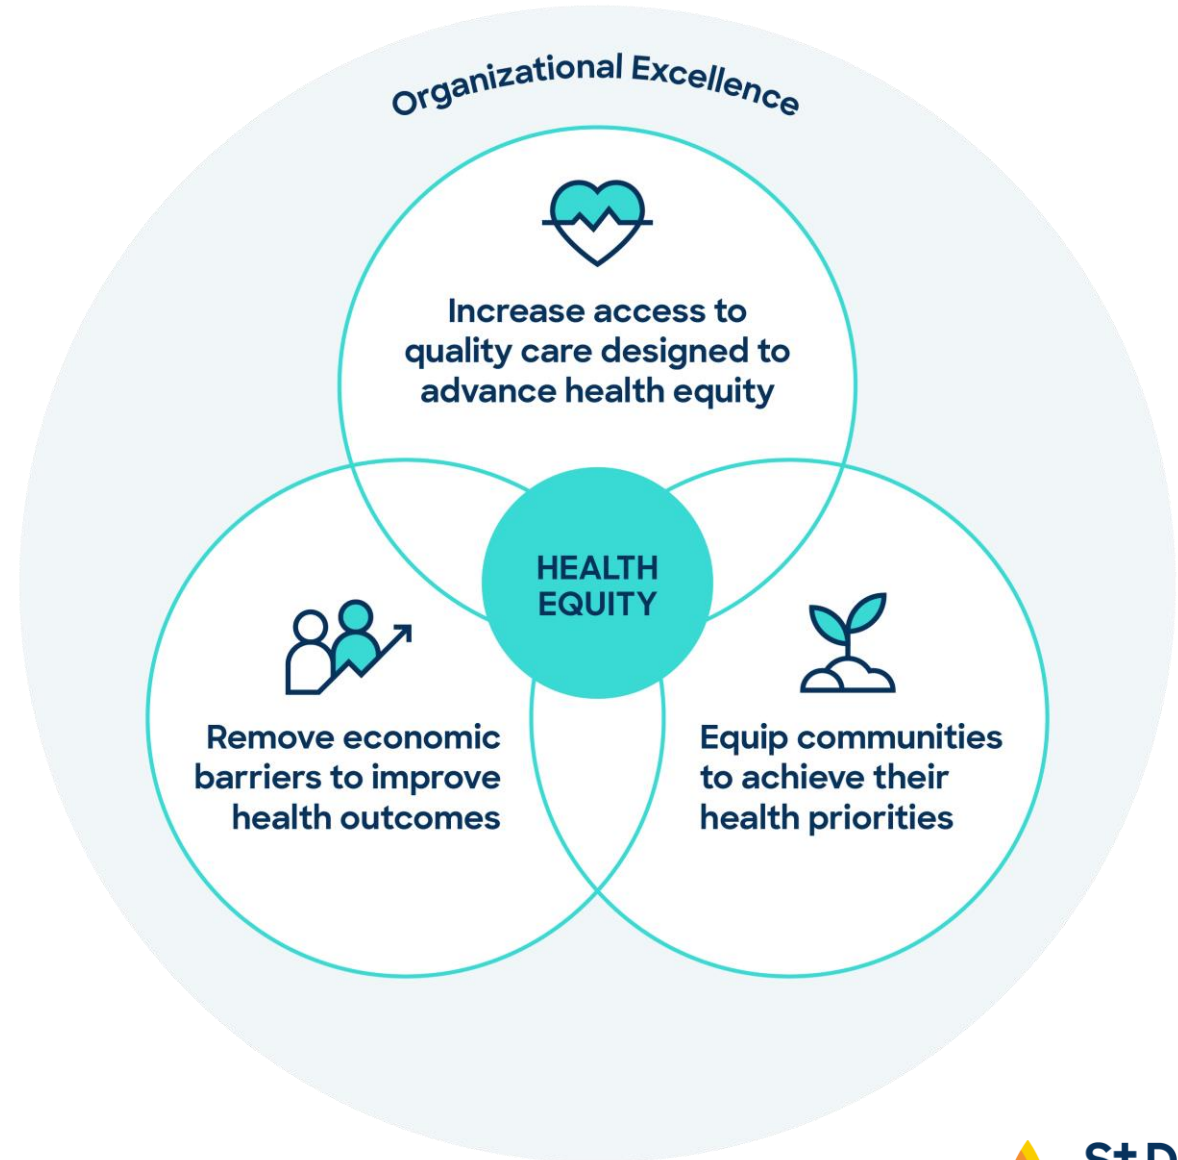 Organizational Excellence
Increase access to
quality care designed to
advance health equity
HEALTH
EQUITY
Remove economic
barriers to improve
health outcomes
Equip communities
to achieve their
health priorities